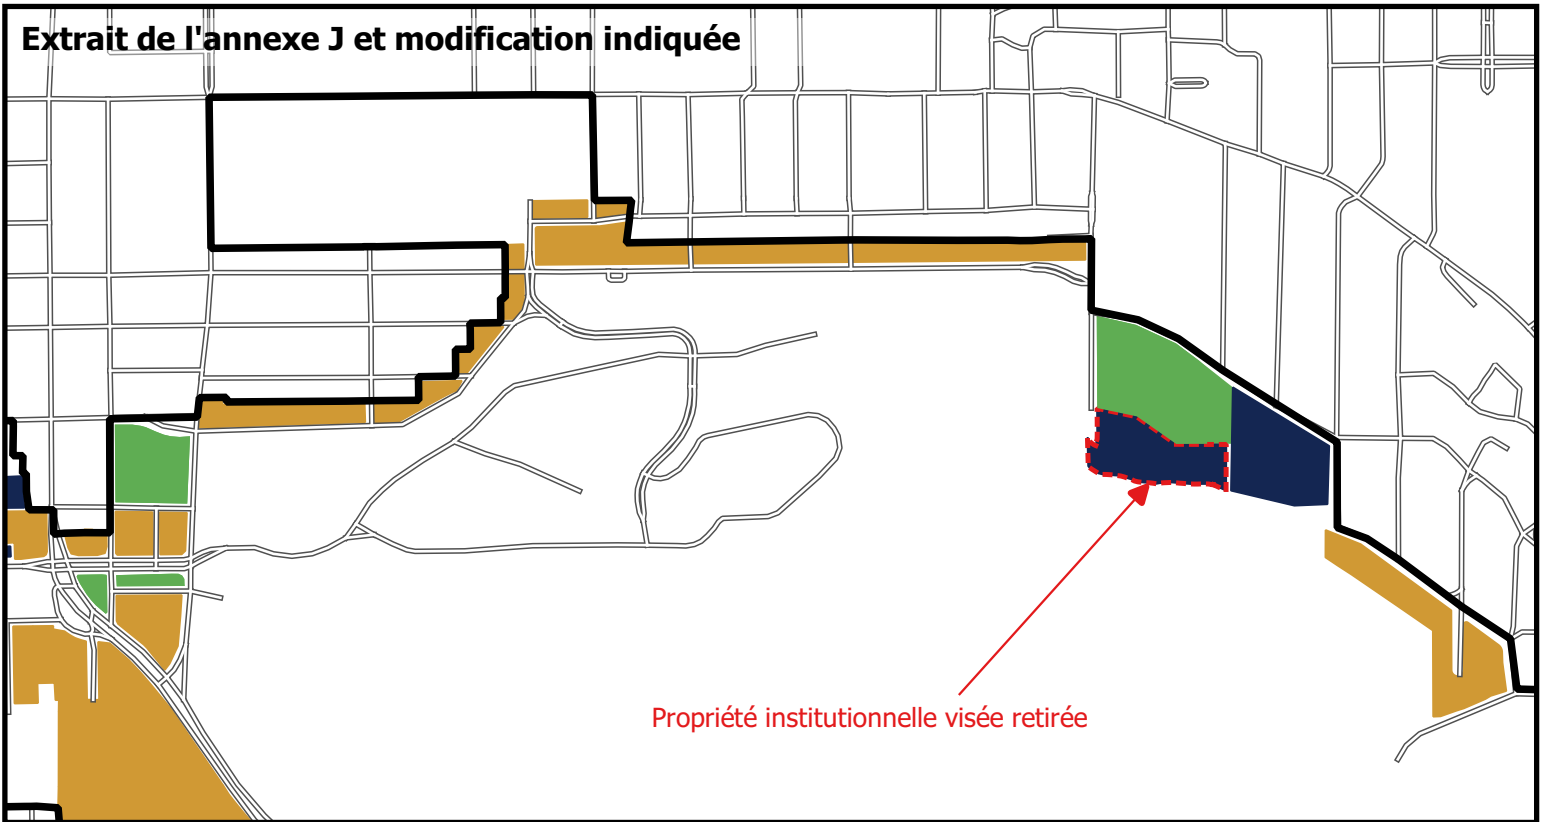 Extrait de l'annexe J et modification indiquée
Propriété institutionnelle visée retirée